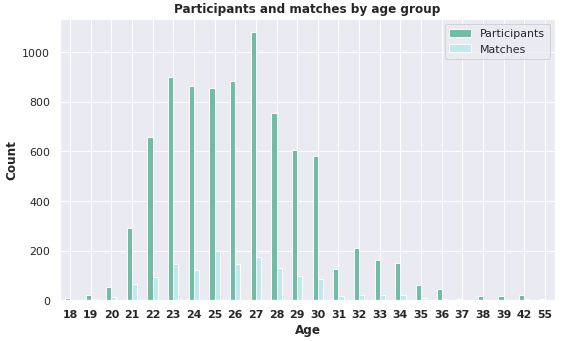 Participants and matches by age group
Participants
Matches
1000
800
600
400
200
0
Count
18 19 20 21 22 23 24 25 26 27 28 29 30 31 32 33 34 35 36 37 38 39 42 55
Age